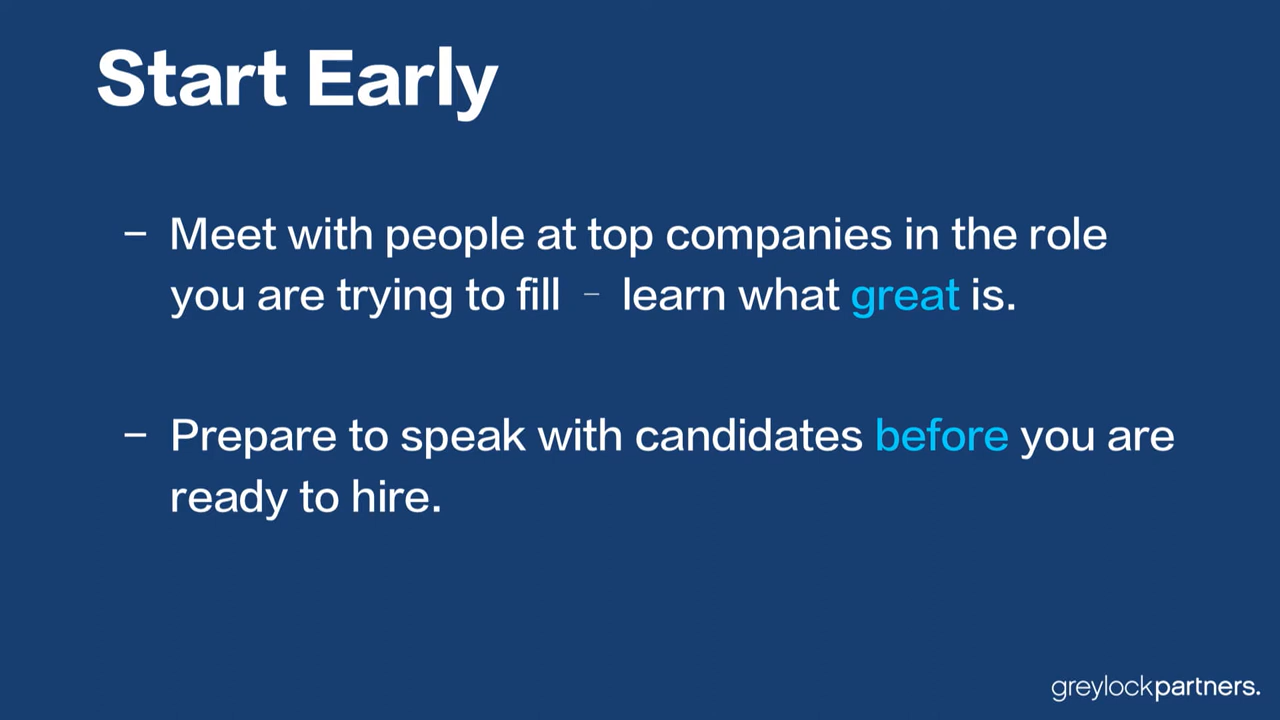 Start Early
– Meet with people at top companies in the role
you are trying to fill – learn what great is.
– Prepare to speak with candidates before you are
ready to hire.
greylockpartners.